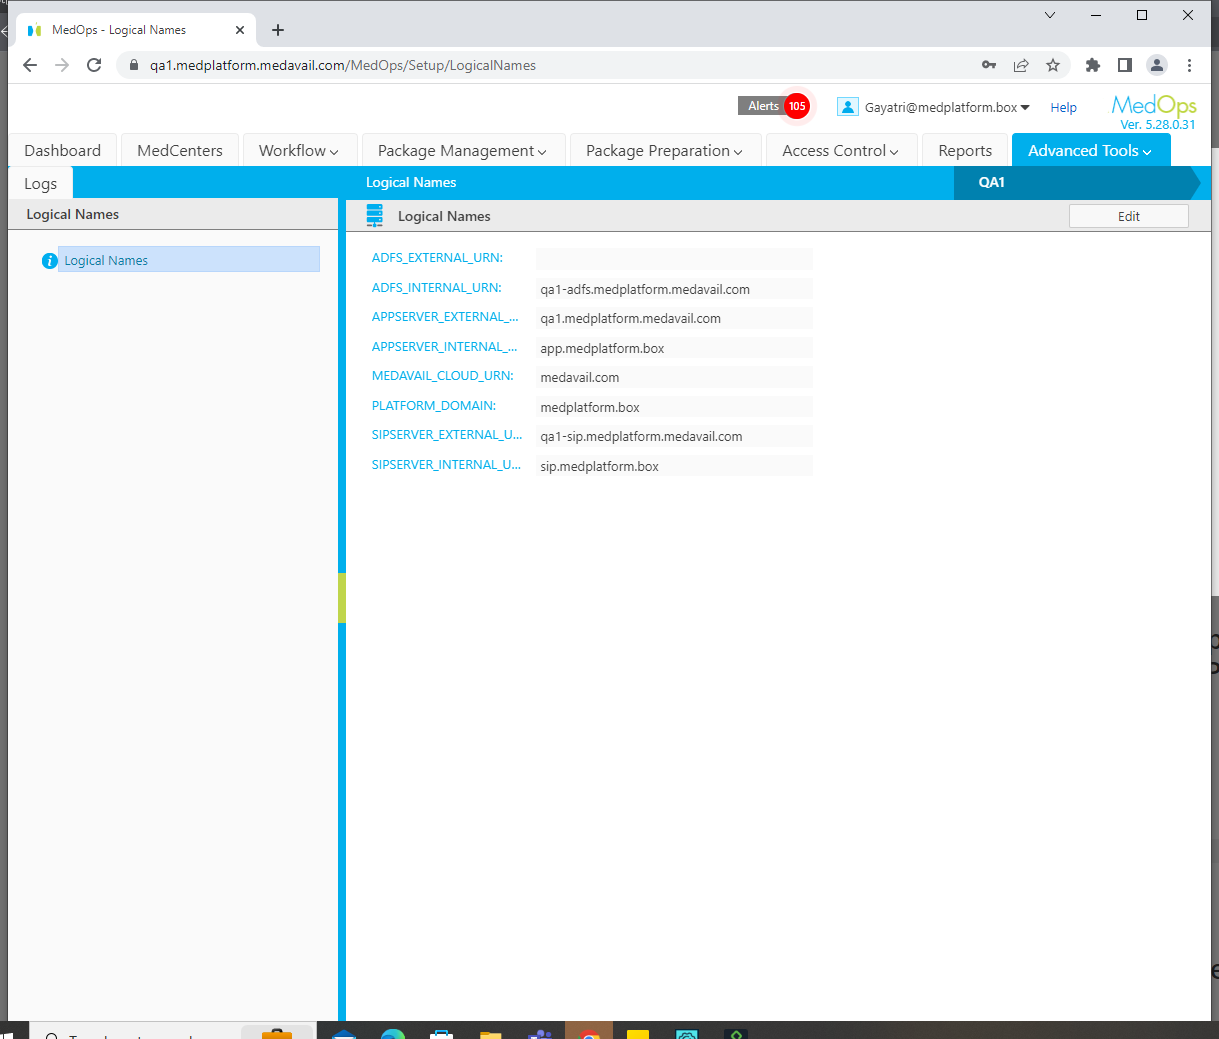 MedOps - Logical Names
qa1.medplatform.medavail.com/MedOps/Setup/LogicalNames
Alerts 105 Gayatri@medplatform.box Help MedOps
Ver. 5.28.0.31
Dashboard MedCenters Workflow Package Management Package Preparation Access Control Reports Advanced Tools
Logs Logical Names QA1
Logical Names Logical Names Edit
Logical Names
ADFS_EXTERNAL_URN:
ADFS_INTERNAL_URN: qa1-adfs.medplatform.medavail.com
APPSERVER_EXTERNAL_... qa1.medplatform.medavail.com
APPSERVER_INTERNAL_... app.medplatform.box
MEDAVAIL_CLOUD_URN: medavail.com
PLATFORM_DOMAIN: medplatform.box
SIPSERVER_EXTERNAL_U... qa1-sip.medplatform.medavail.com
SIPSERVER_INTERNAL_U... sip.medplatform.box